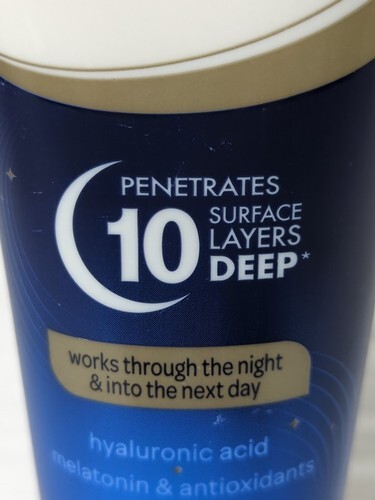 PENETRATES
10 SURFACE
LAYERS
DEEP*
works through the night
& into the next day
hyaluronic acid
melatonin & antioxidants